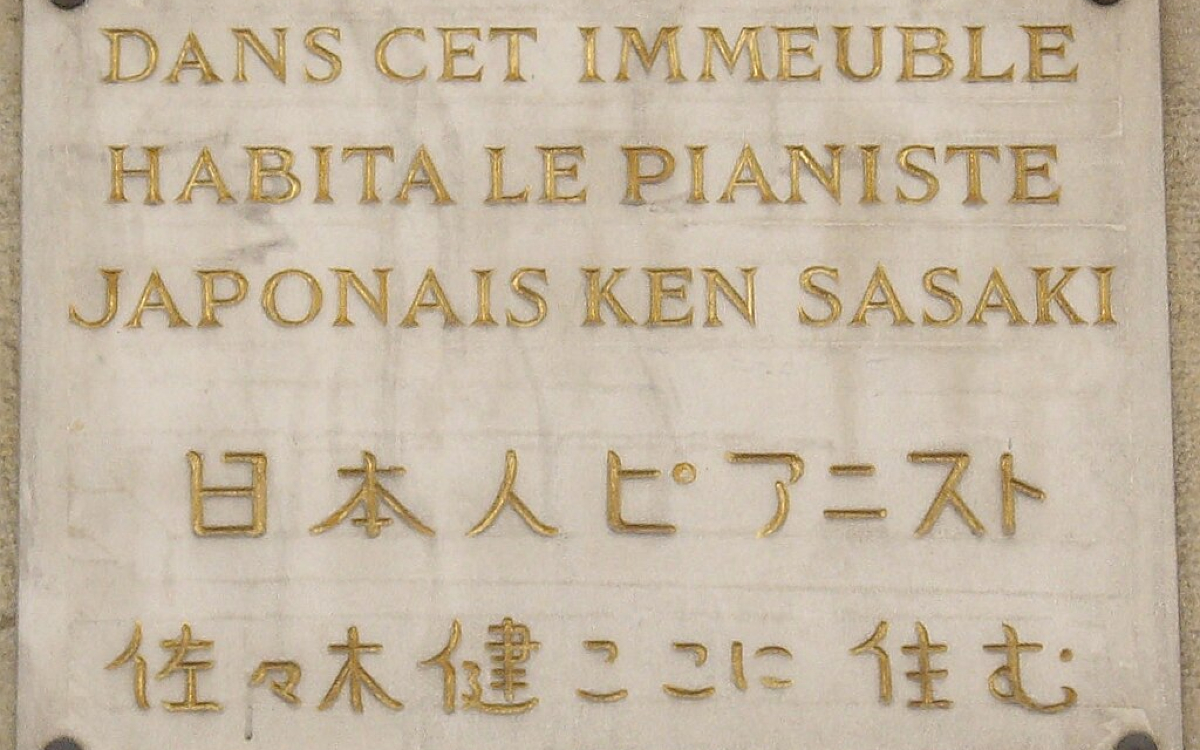 DANS CET IMMEUBLE
HABITA LE PIANISTE
JAPONAIS KEN SASAKI
日本人ピアニスト
佐々木健ここに住む